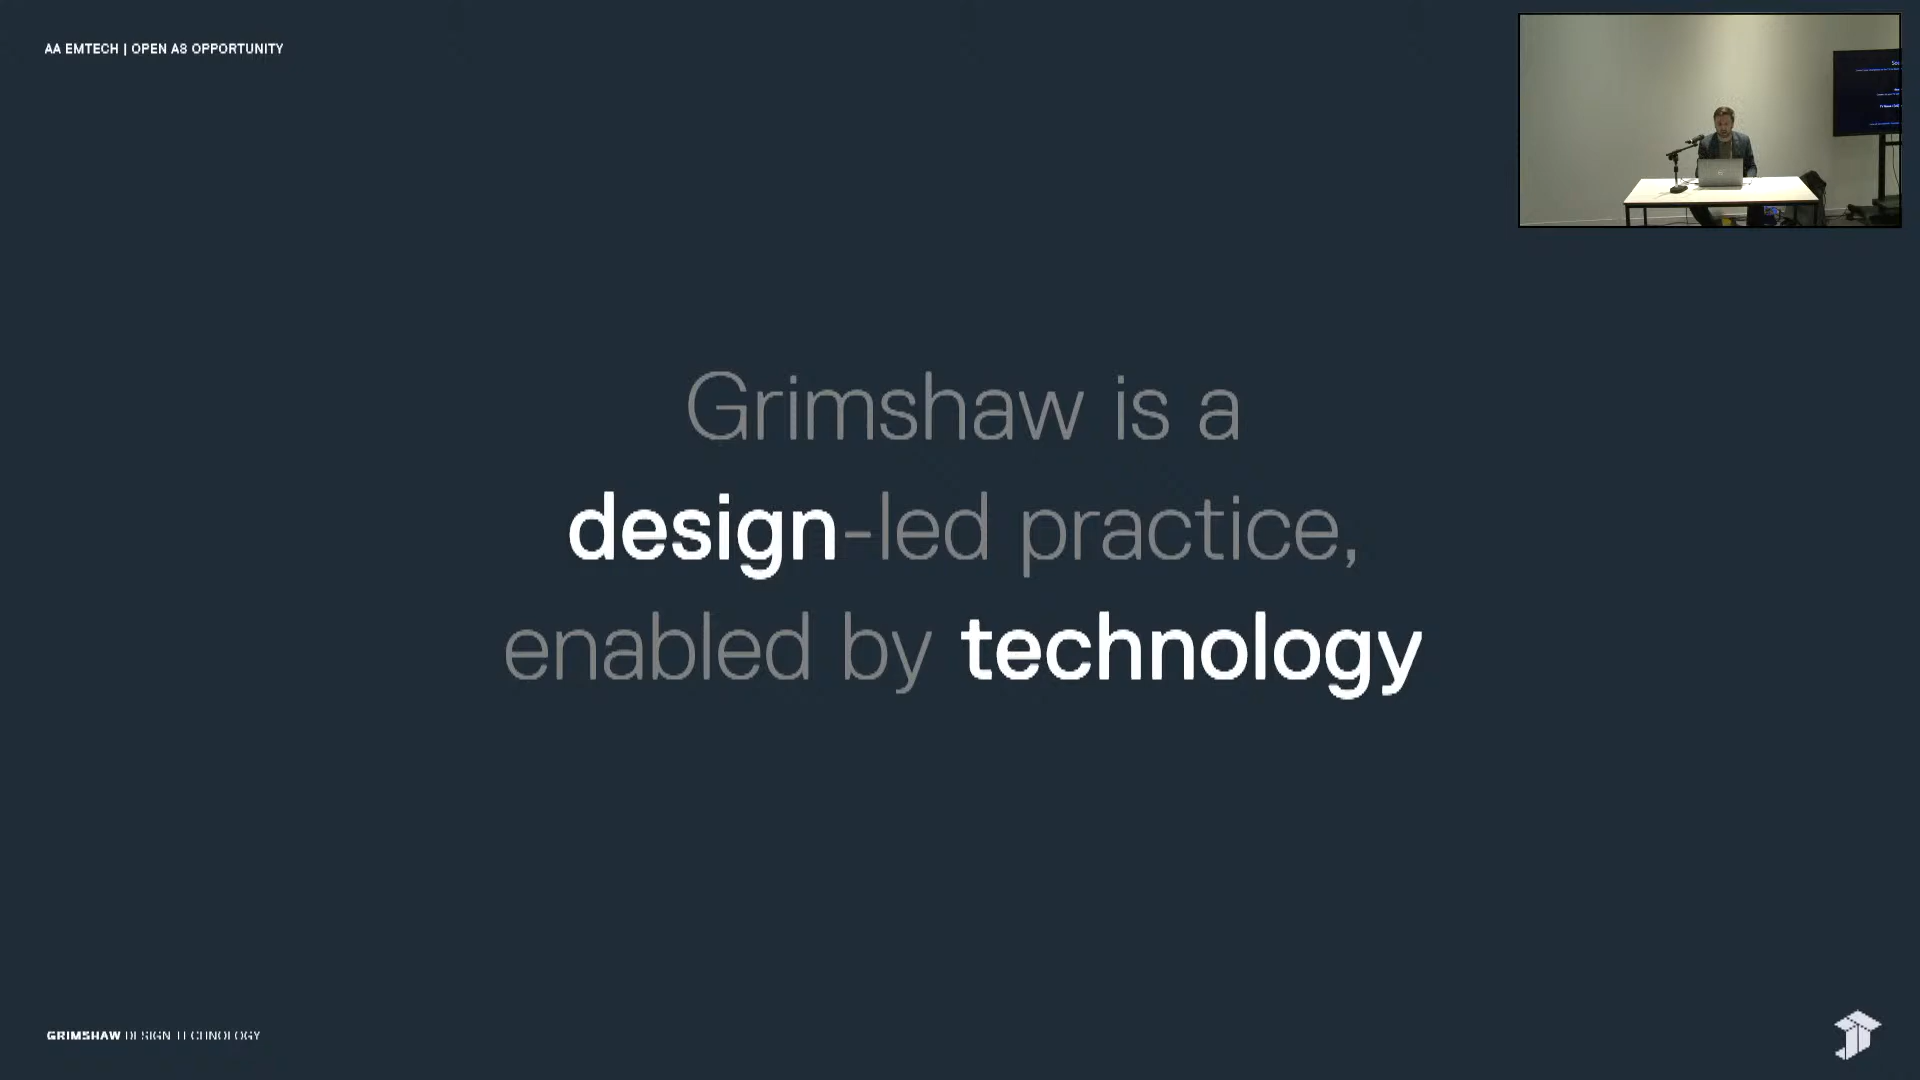 AA EMTECH | OPEN AS OPPORTUNITY
Grimshaw is a
design-led practice,
enabled by technology
GRIMSHAW DESIGN TECHNOLOGY